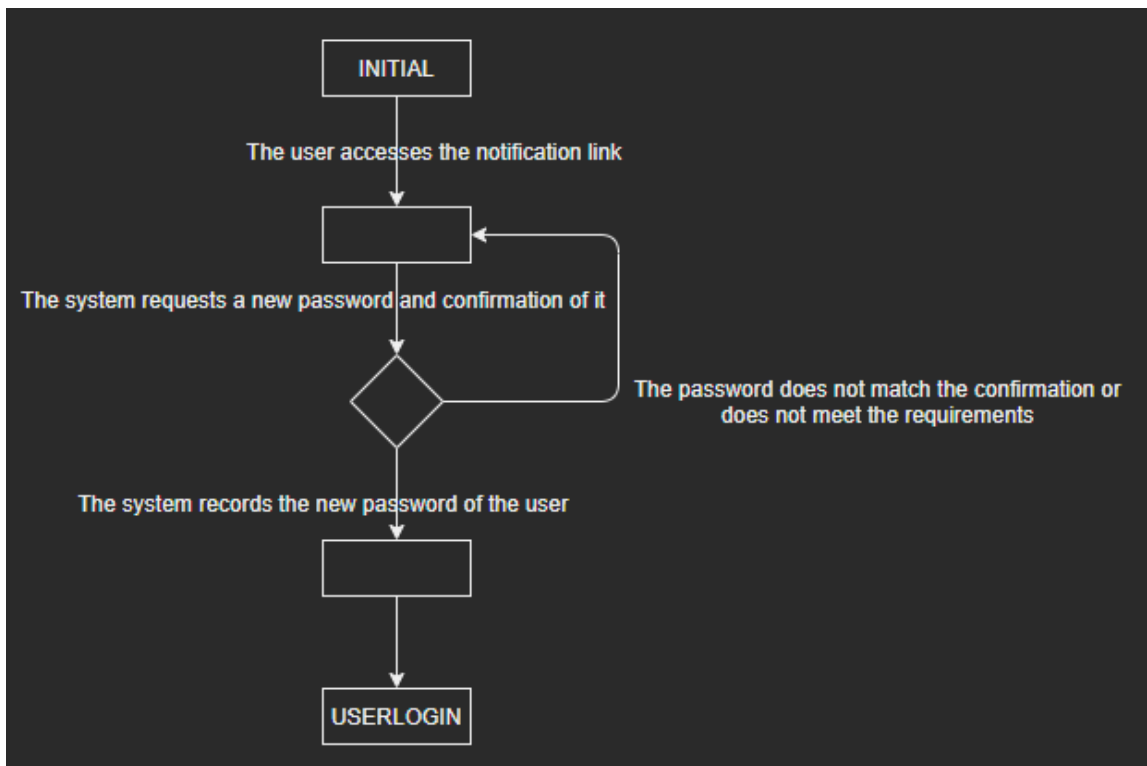 INITIAL
The user accesses the notification link
The system requests a new password and confirmation of it
The password does not match the confirmation or
does not meet the requirements
The system records the new password of the user
USERLOGIN